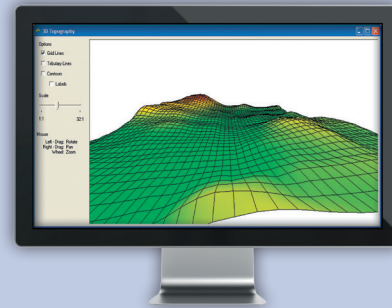 3D Topography
Options
Grid Lines
Tributary Lines
Contours
Labels
Scale
1:1 32:1
Mouse
Left - Drag: Rotate
Right - Drag: Pan
Wheel: Zoom